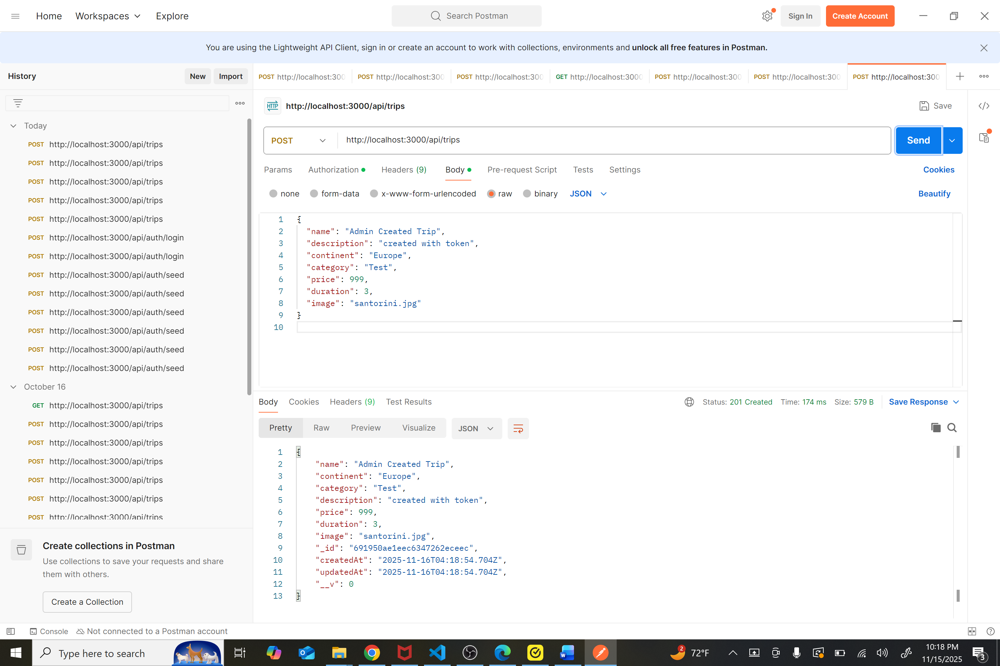 Home Workspaces Explore
Search Postman
Sign In Create Account
You are using the Lightweight API Client, sign in or create an account to work with collections, environments and unlock all free features in Postman.
History New Import
POST http://localhost:300 POST http://localhost:300 POST http://localhost:300 GET http://localhost:3000 POST http://localhost:300 POST http://localhost:300 POST http://localhost:300
Today
POST http://localhost:3000/api/trips
POST http://localhost:3000/api/trips
POST http://localhost:3000/api/trips
POST http://localhost:3000/api/trips
POST http://localhost:3000/api/trips
POST http://localhost:3000/api/auth/login
POST http://localhost:3000/api/auth/login
POST http://localhost:3000/api/auth/seed
POST http://localhost:3000/api/auth/seed
POST http://localhost:3000/api/auth/seed
POST http://localhost:3000/api/auth/seed
POST http://localhost:3000/api/auth/seed
POST http://localhost:3000/api/auth/seed
October 16
GET http://localhost:3000/api/trips
POST http://localhost:3000/api/trips
POST http://localhost:3000/api/trips
POST http://localhost:3000/api/trips
POST http://localhost:3000/api/trips
POST http://localhost:3000/api/trips
POST http://localhost:3000/api/trips
Create collections in Postman
Use collections to save your requests and share
them with others.
Create a Collection
HTTP http://localhost:3000/api/trips Save
POST http://localhost:3000/api/trips Send
Params Authorization Headers (9) Body Pre-request Script Tests Settings Cookies
none form-data x-www-form-urlencoded raw binary JSON Beautify
1 {
2 "name": "Admin Created Trip",
3 "description": "created with token",
4 "continent": "Europe",
5 "category": "Test",
6 "price": 999,
7 "duration": 3,
8 "image": "santorini.jpg"
9 }
10
Body Cookies Headers (9) Test Results Status: 201 Created Time: 174 ms Size: 579 B Save Response
Pretty Raw Preview Visualize JSON
1 {
2 "name": "Admin Created Trip",
3 "continent": "Europe",
4 "category": "Test",
5 "description": "created with token",
6 "price": 999,
7 "duration": 3,
8 "image": "santorini.jpg",
9 "_id": "691950ae1eec6347262eceec",
10 "createdAt": "2025-11-16T04:18:54.704Z",
11 "updatedAt": "2025-11-16T04:18:54.704Z",
12 "__v": 0
13 }
Console Not connected to a Postman account
Type here to search
2 72°F
10:18 PM
11/15/2025
3